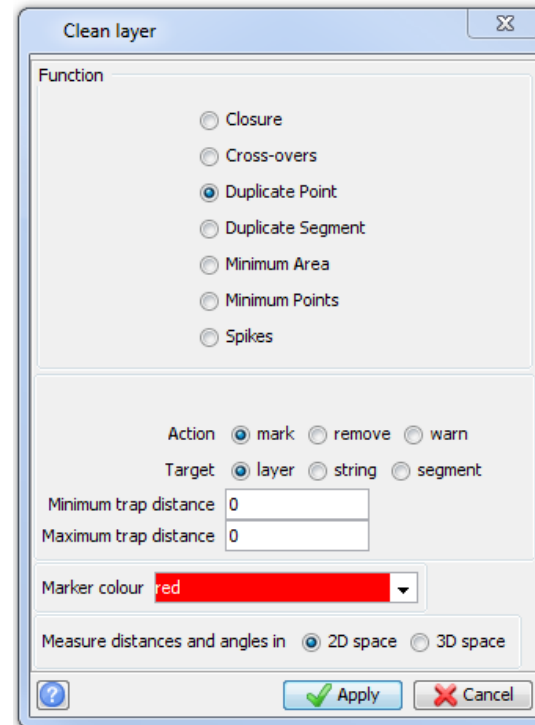 Clean layer
Function
Closure
Cross-overs
Duplicate Point
Duplicate Segment
Minimum Area
Minimum Points
Spikes
Action mark remove warn
Target layer string segment
Minimum trap distance 0
Maximum trap distance 0
Marker colour red
Measure distances and angles in 2D space 3D space
? Apply Cancel